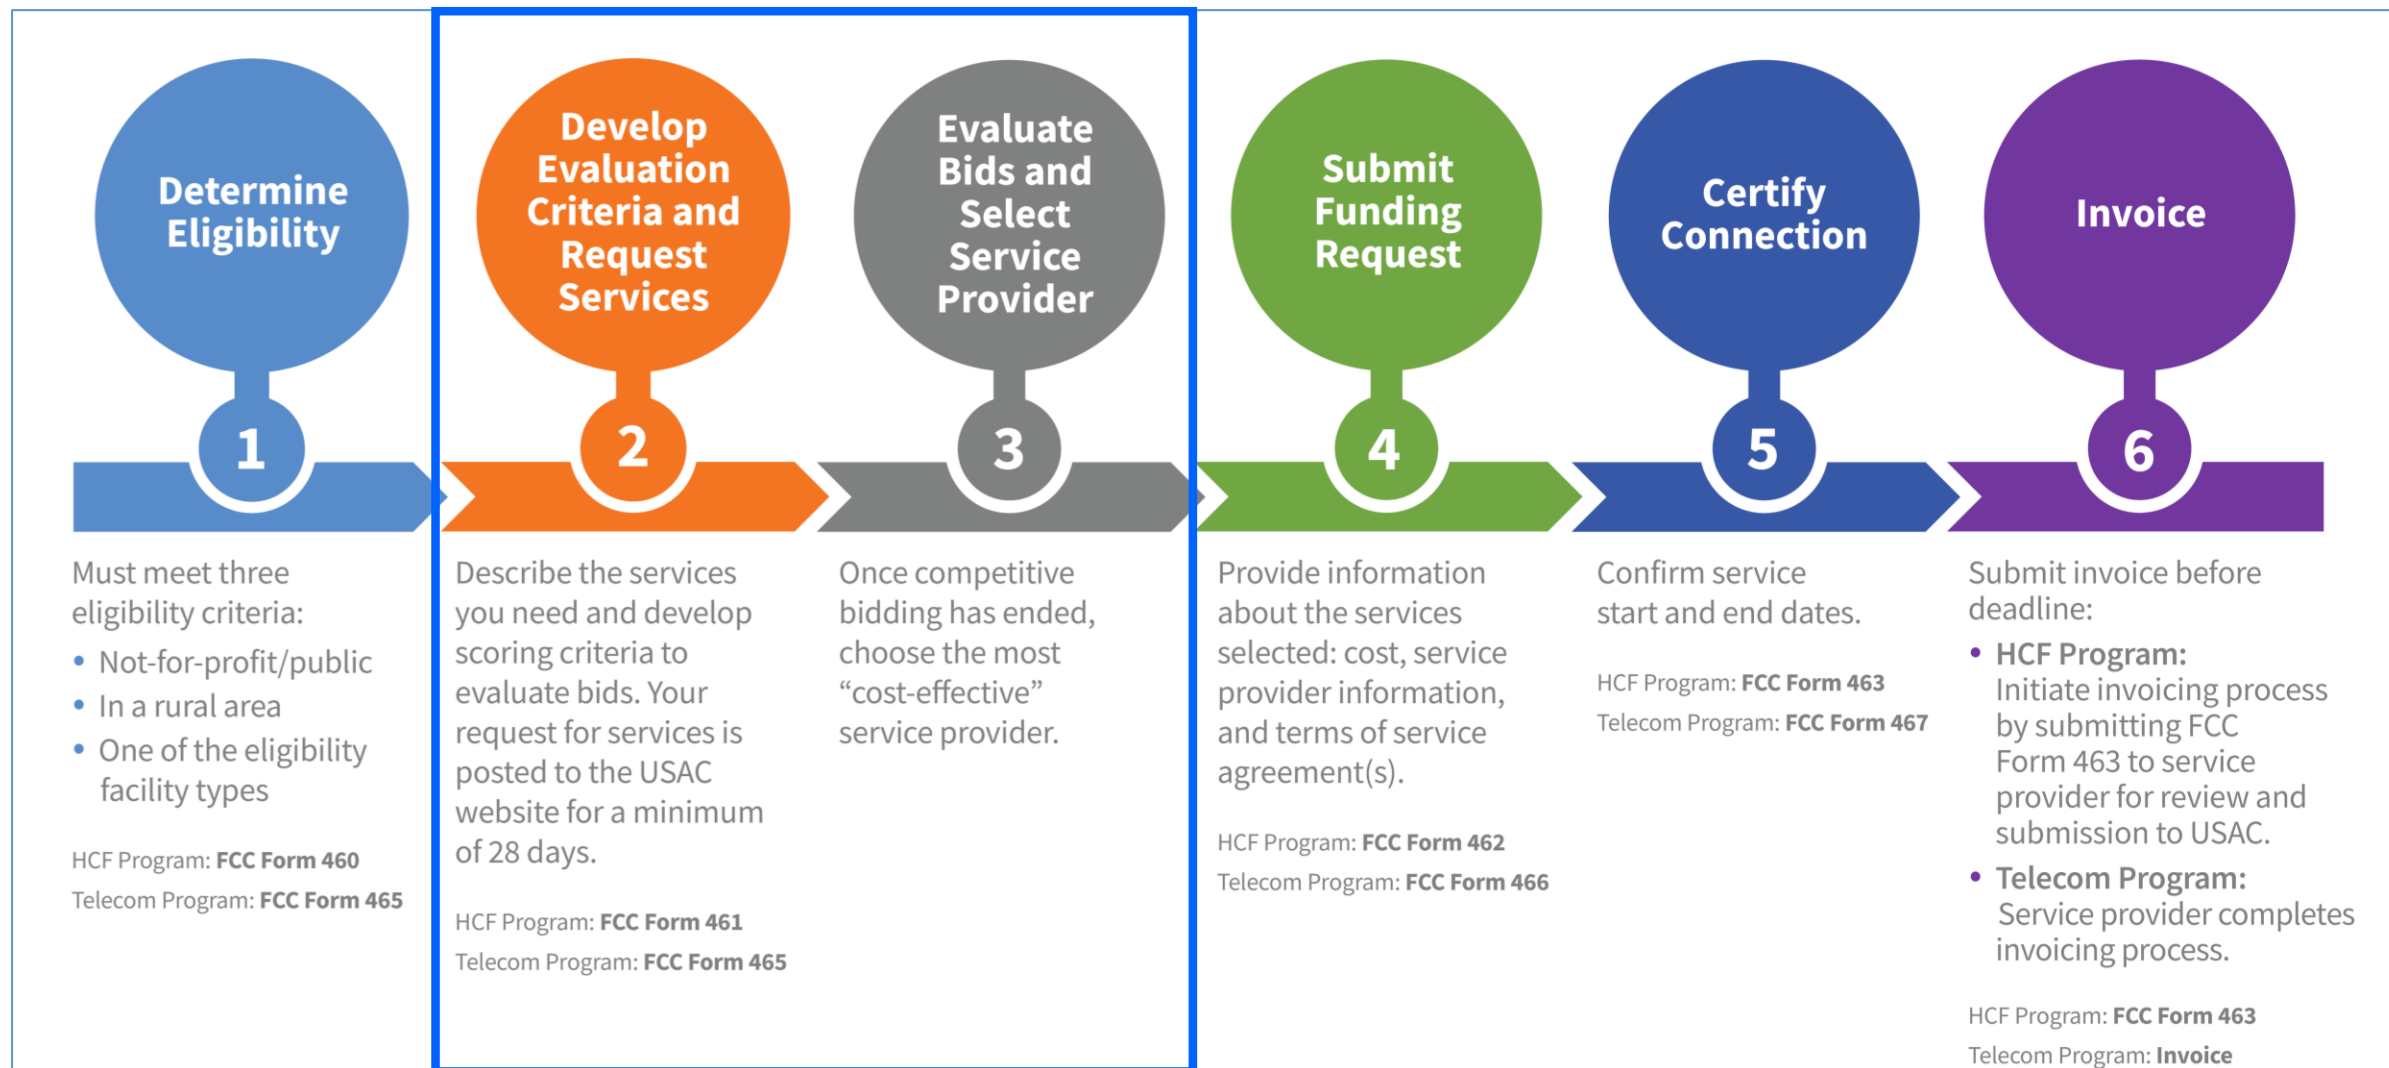 Determine
Eligibility
1
Must meet three
eligibility criteria:
• Not-for-profit/public
• In a rural area
• One of the eligibility
facility types
HCF Program: FCC Form 460
Telecom Program: FCC Form 465
Develop
Evaluation
Criteria and
Request
Services
2
Describe the services
you need and develop
scoring criteria to
evaluate bids. Your
request for services is
posted to the USAC
website for a minimum
of 28 days.
HCF Program: FCC Form 461
Telecom Program: FCC Form 465
Evaluate
Bids and
Select
Service
Provider
3
Once competitive
bidding has ended,
choose the most
“cost-effective”
service provider.
Submit
Funding
Request
4
Provide information
about the services
selected: cost, service
provider information,
and terms of service
agreement(s).
HCF Program: FCC Form 462
Telecom Program: FCC Form 466
Certify
Connection
5
Confirm service
start and end dates.
HCF Program: FCC Form 463
Telecom Program: FCC Form 467
Invoice
6
Submit invoice before
deadline:
• HCF Program:
Initiate invoicing process
by submitting FCC
Form 463 to service
provider for review and
submission to USAC.
• Telecom Program:
Service provider completes
invoicing process.
HCF Program: FCC Form 463
Telecom Program: Invoice